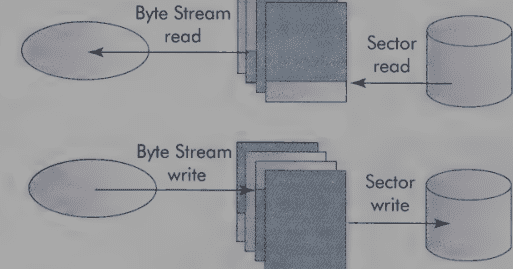 Byte Stream
read
Sector
read
Byte Stream
write
Sector
write